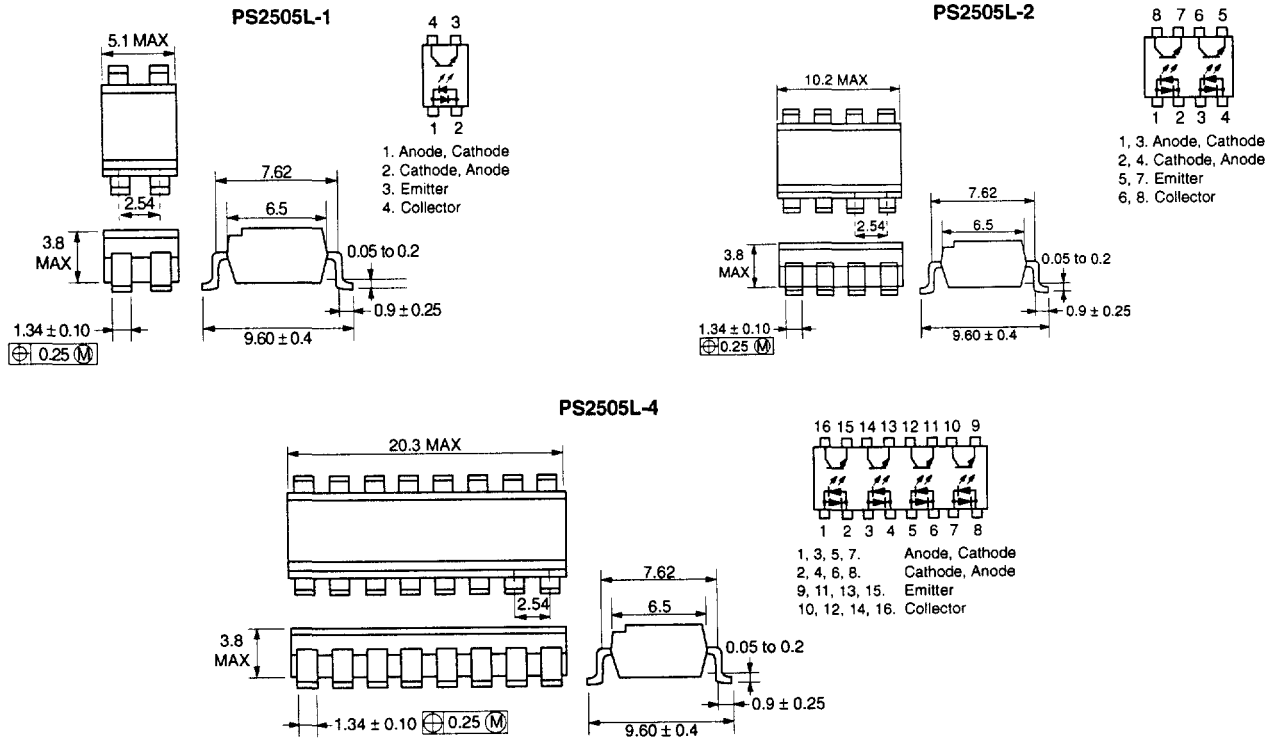 PS2505L-1
5.1 MAX
4 3
1 2
1. Anode, Cathode
2. Cathode, Anode
3. Emitter
4. Collector
2.54
7.62
6.5
3.8
MAX
0.05 to 0.2
0.9 ± 0.25
1.34 ± 0.10
9.60 ± 0.4
⌖ 0.25 Ⓜ
PS2505L-2
10.2 MAX
8 7 6 5
1 2 3 4
1, 3. Anode, Cathode
2, 4. Cathode, Anode
5, 7. Emitter
6, 8. Collector
2.54
7.62
6.5
3.8
MAX
0.05 to 0.2
0.9 ± 0.25
1.34 ± 0.10
9.60 ± 0.4
⌖ 0.25 Ⓜ
PS2505L-4
20.3 MAX
16 15 14 13 12 11 10 9
1 2 3 4 5 6 7 8
1, 3, 5, 7. Anode, Cathode
2, 4, 6, 8. Cathode, Anode
9, 11, 13, 15. Emitter
10, 12, 14, 16. Collector
2.54
7.62
6.5
3.8
MAX
0.05 to 0.2
0.9 ± 0.25
1.34 ± 0.10 ⌖ 0.25 Ⓜ
9.60 ± 0.4